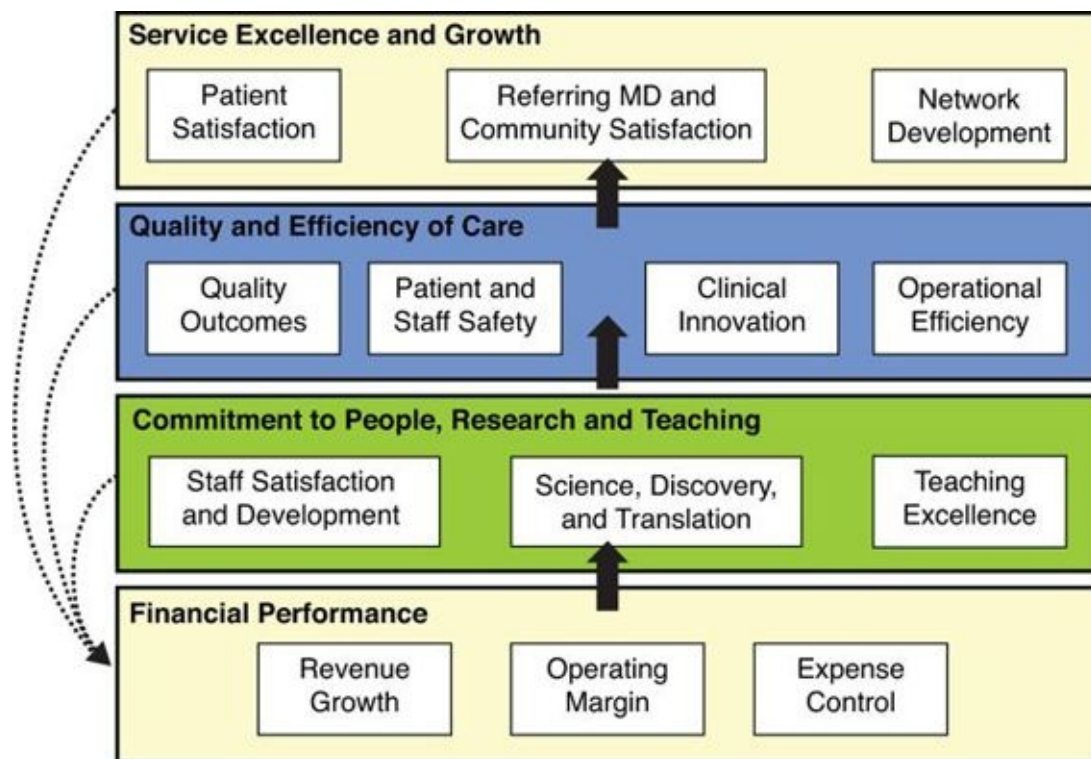 Service Excellence and Growth
Patient
Satisfaction
Referring MD and
Community Satisfaction
Network
Development
Quality and Efficiency of Care
Quality
Outcomes
Patient and
Staff Safety
Clinical
Innovation
Operational
Efficiency
Commitment to People, Research and Teaching
Staff Satisfaction
and Development
Science, Discovery,
and Translation
Teaching
Excellence
Financial Performance
Revenue
Growth
Operating
Margin
Expense
Control